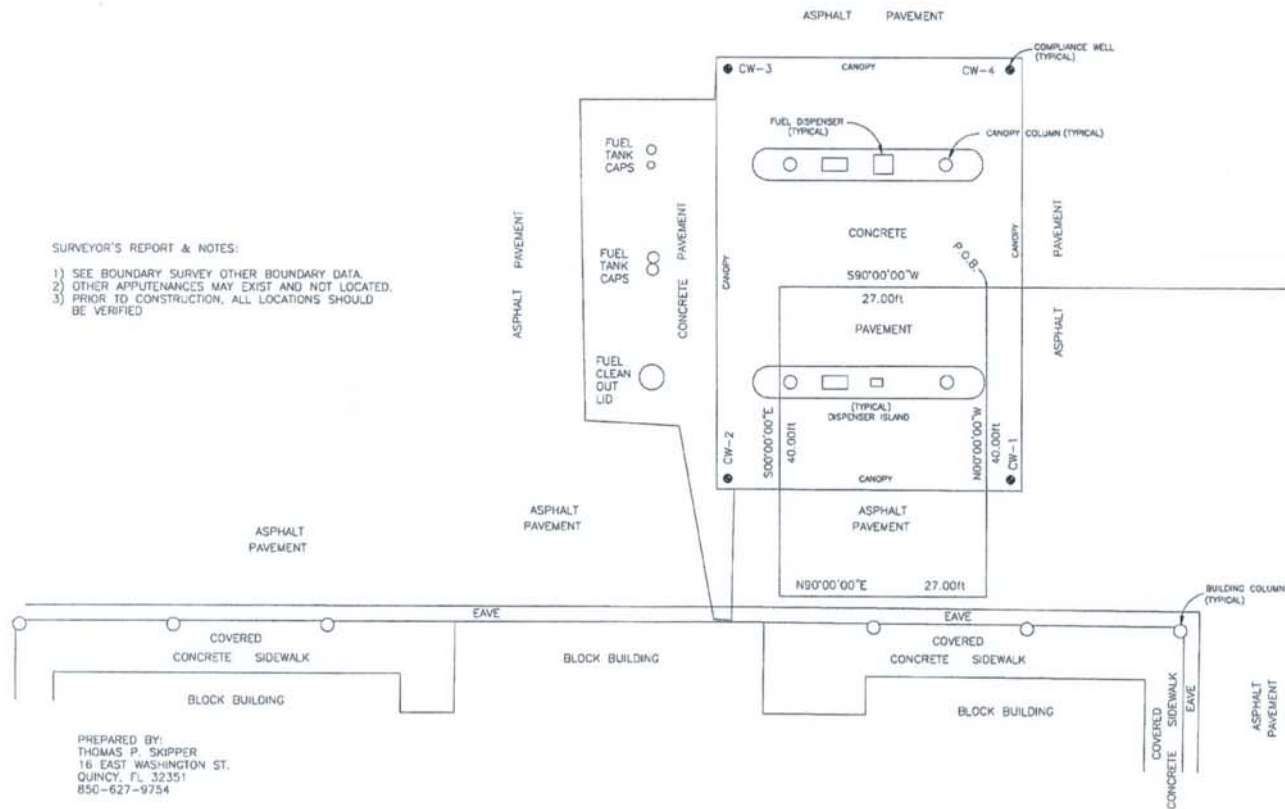 ASPHALT PAVEMENT
COMPLIANCE WELL
(TYPICAL)
CW-3
CANOPY
CW-4
FUEL DISPENSER
(TYPICAL)
CANOPY COLUMN (TYPICAL)
FUEL
TANK
CAPS
ASPHALT PAVEMENT
CONCRETE PAVEMENT
CANOPY
CONCRETE
P.O.B.
CANOPY
ASPHALT PAVEMENT
SURVEYOR'S REPORT & NOTES:
1) SEE BOUNDARY SURVEY OTHER BOUNDARY DATA.
2) OTHER APPUTENANCES MAY EXIST AND NOT LOCATED.
3) PRIOR TO CONSTRUCTION, ALL LOCATIONS SHOULD
BE VERIFIED
FUEL
TANK
CAPS
S90°00'00"W
27.00ft
PAVEMENT
FUEL
CLEAN
OUT
LID
(TYPICAL)
DISPENSER ISLAND
S00°00'00"E
40.00ft
N00°00'00"W
40.00ft
CW-2
CANOPY
CW-1
ASPHALT
PAVEMENT
ASPHALT
PAVEMENT
ASPHALT
PAVEMENT
N90°00'00"E 27.00ft
BUILDING COLUMN
(TYPICAL)
EAVE
EAVE
COVERED
CONCRETE SIDEWALK
BLOCK BUILDING
COVERED
CONCRETE SIDEWALK
BLOCK BUILDING
BLOCK BUILDING
COVERED
CONCRETE SIDEWALK
EAVE
ASPHALT
PAVEMENT
PREPARED BY:
THOMAS P. SKIPPER
16 EAST WASHINGTON ST.
QUINCY, FL 32351
850-627-9754